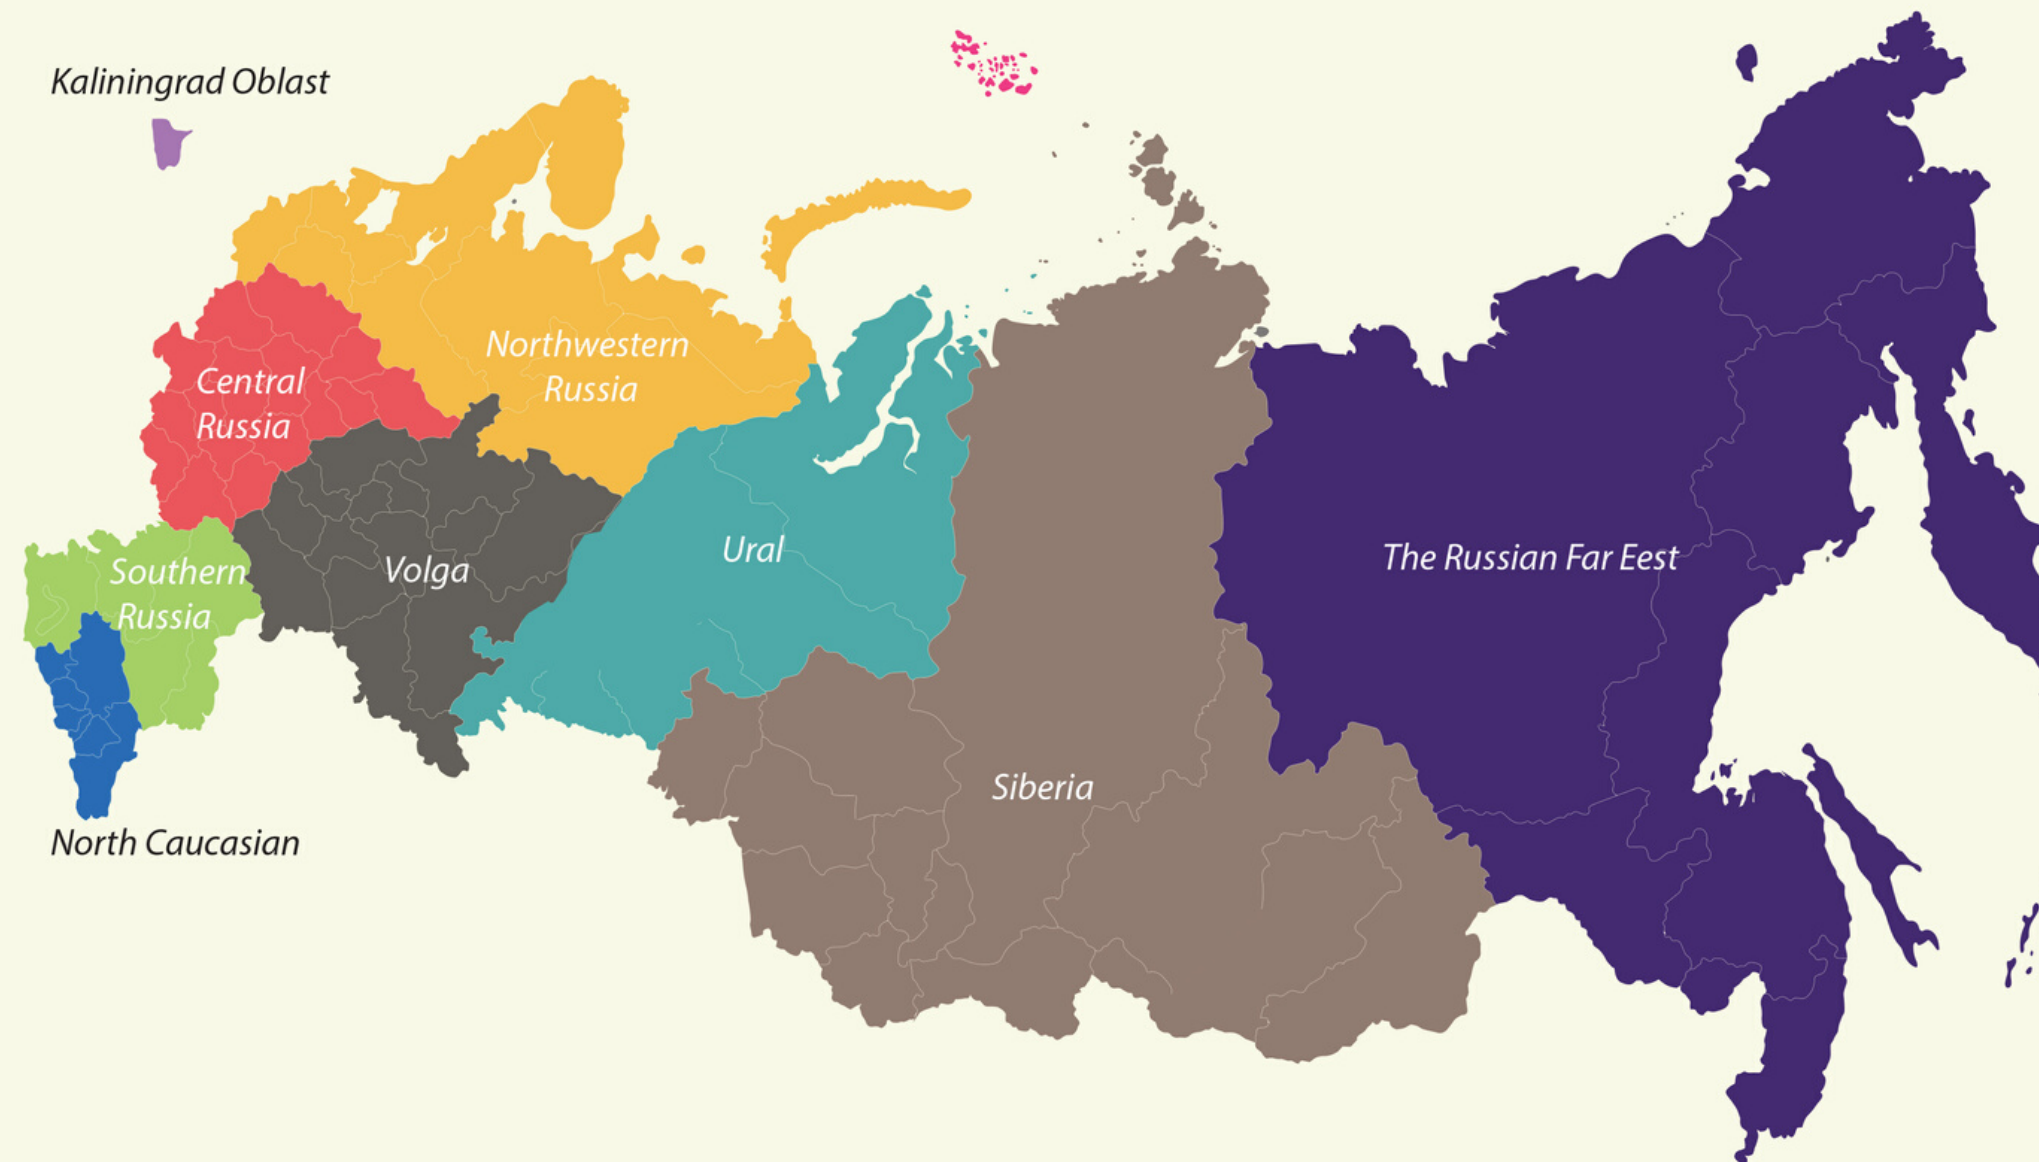 Kaliningrad Oblast
Northwestern
Russia
Central
Russia
Southern
Russia
Volga
Ural
The Russian Far Eest
Siberia
North Caucasian